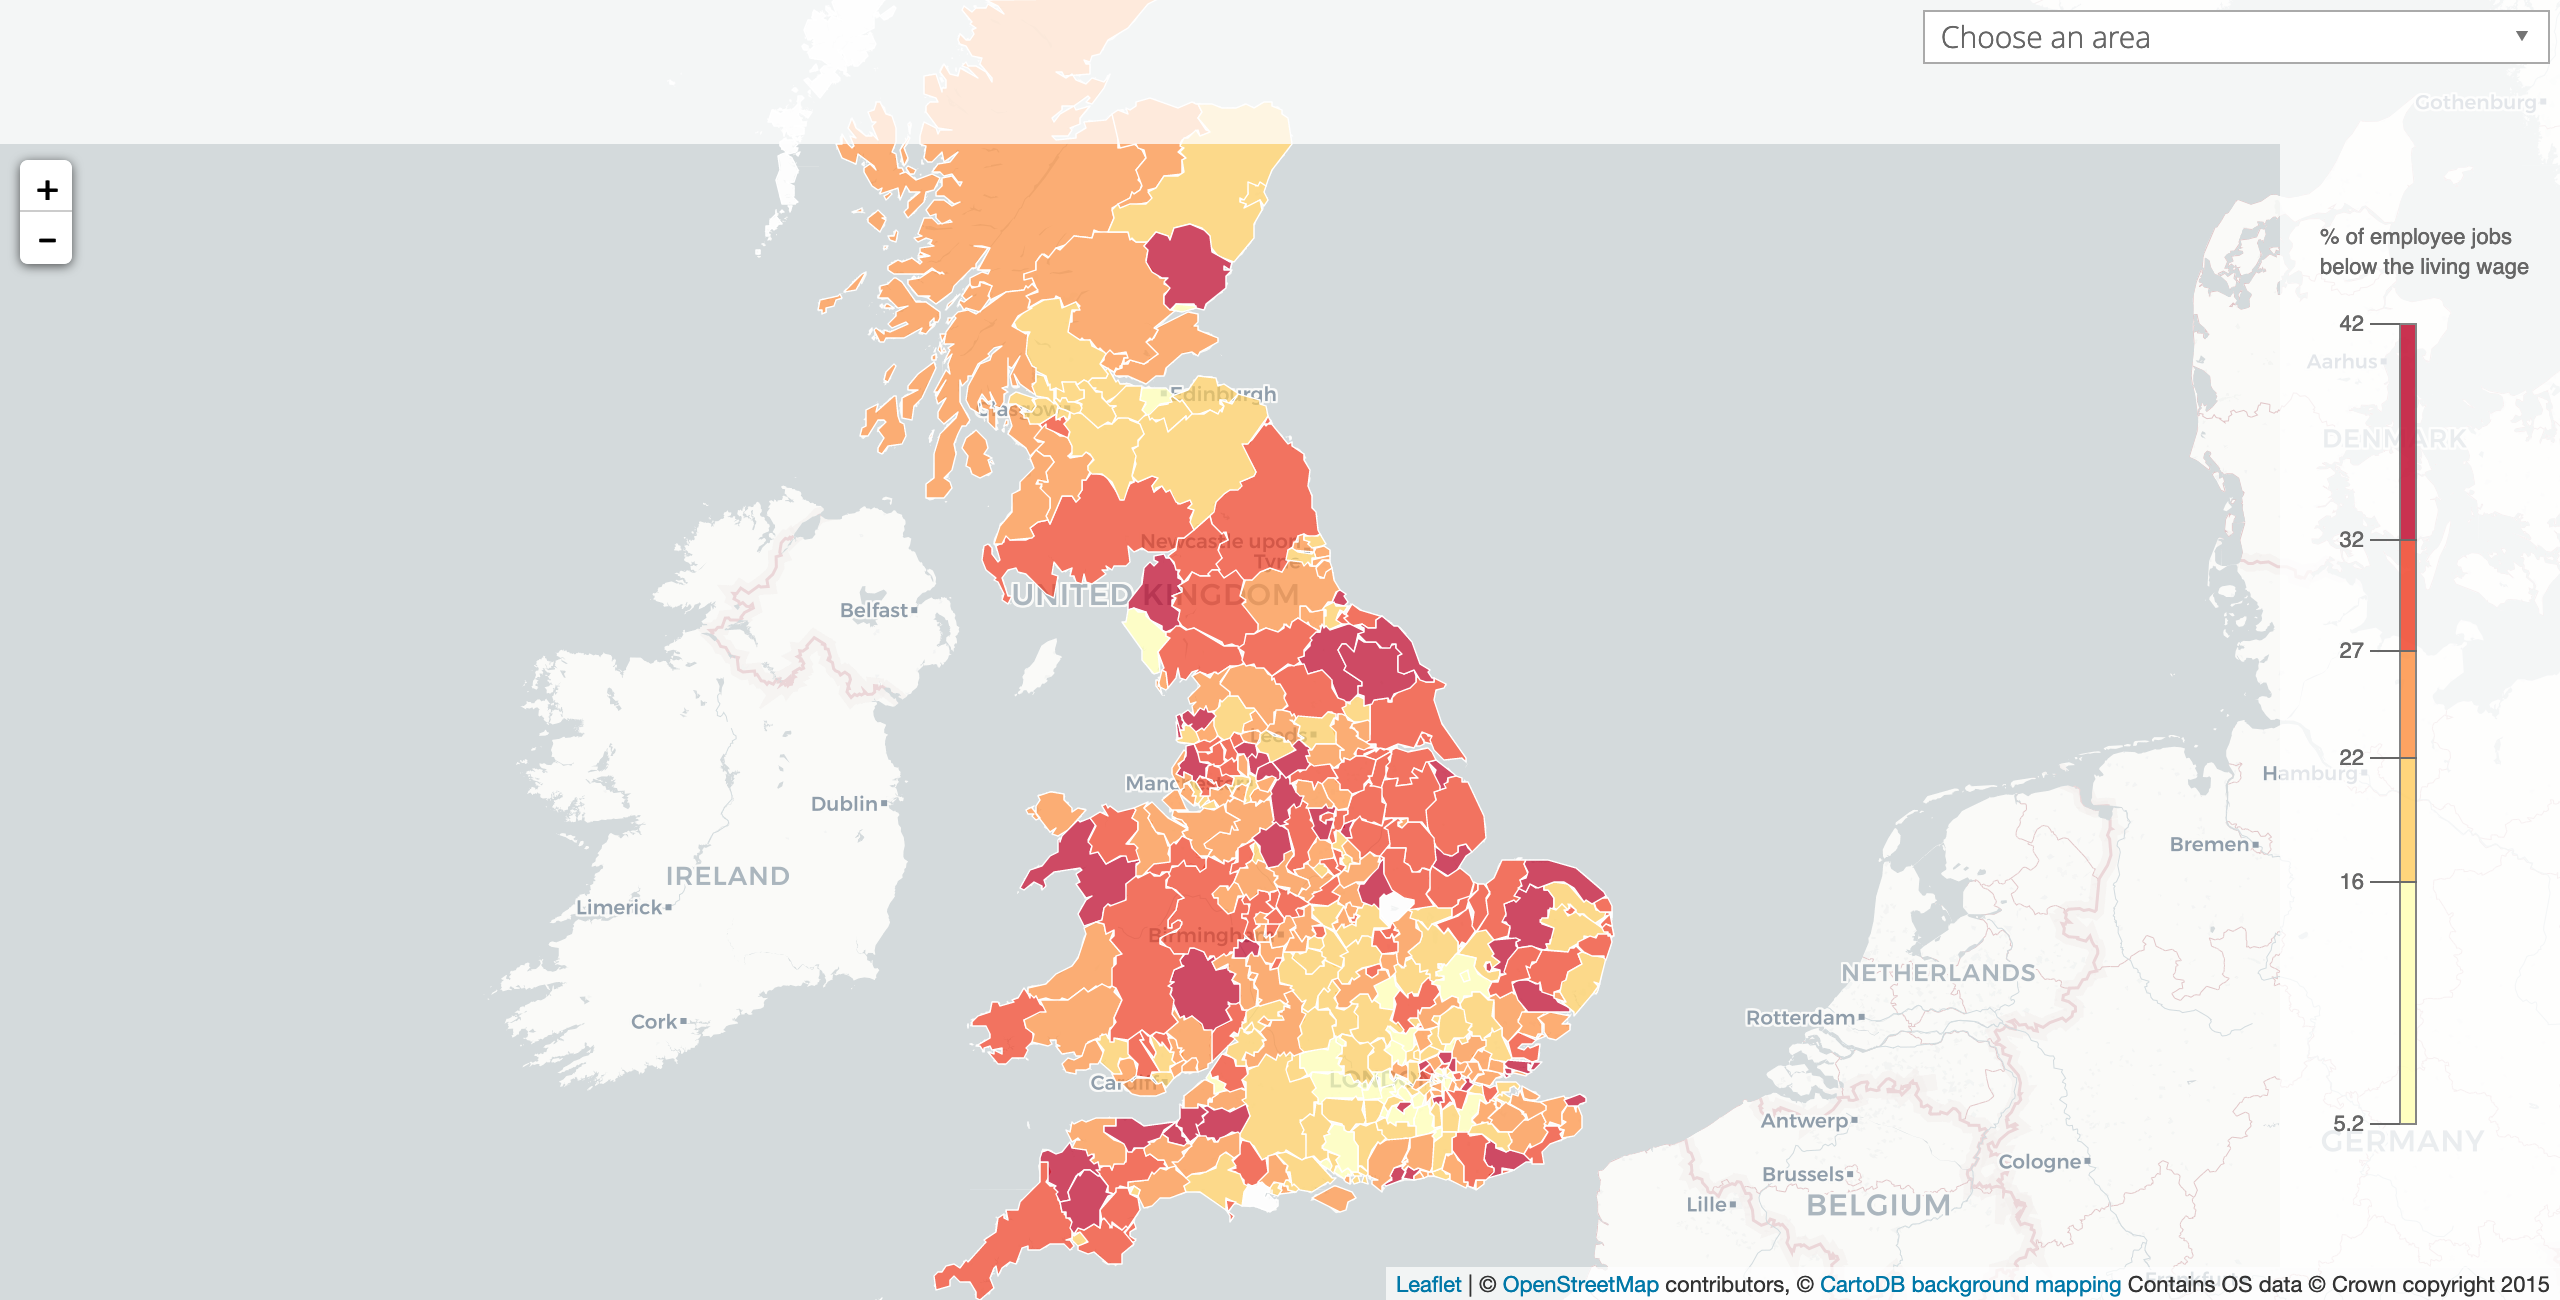 Choose an area
Gothenburg
+
−
% of employee jobs
below the living wage
42
Aarhus
Edinburgh
Glasgow
DENMARK
32
Newcastle upon
Tyne
UNITED KINGDOM
Belfast
27
Leeds
22
Hamburg
Manchester
Dublin
Bremen
IRELAND
16
Limerick
Birmingham
NETHERLANDS
Cork
Rotterdam
LONDON
Cardiff
Antwerp
5.2
GERMANY
Cologne
Brussels
Lille
BELGIUM
Frankfurt
Leaflet | © OpenStreetMap contributors, © CartoDB background mapping Contains OS data © Crown copyright 2015